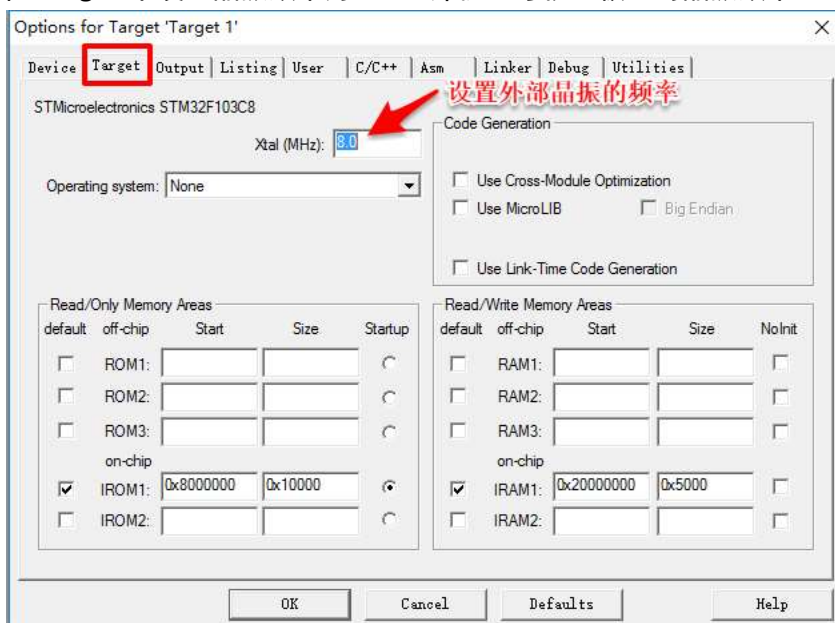 Options for Target 'Target 1'
Device Target Output Listing User C/C++ Asm Linker Debug Utilities
设置外部晶振的频率
STMicroelectronics STM32F103C8
Xtal (MHz): 8.0
Operating system: None
Code Generation
Use Cross-Module Optimization
Use MicroLIB Big Endian
Use Link-Time Code Generation
Read/Only Memory Areas
default off-chip Start Size Startup
ROM1:
ROM2:
ROM3:
on-chip
IROM1: 0x8000000 0x10000
IROM2:
Read/Write Memory Areas
default off-chip Start Size NoInit
RAM1:
RAM2:
RAM3:
on-chip
IRAM1: 0x20000000 0x5000
IRAM2:
OK Cancel Defaults Help